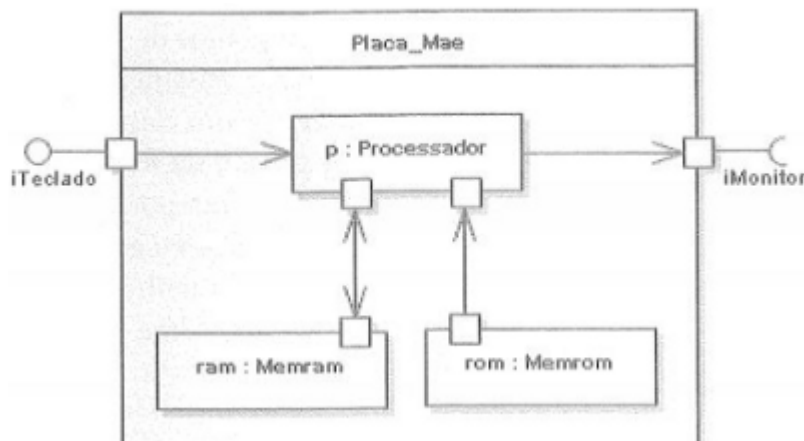 Placa_Mae
p : Processador
iTeclado
iMonitor
ram : Memram
rom : Memrom